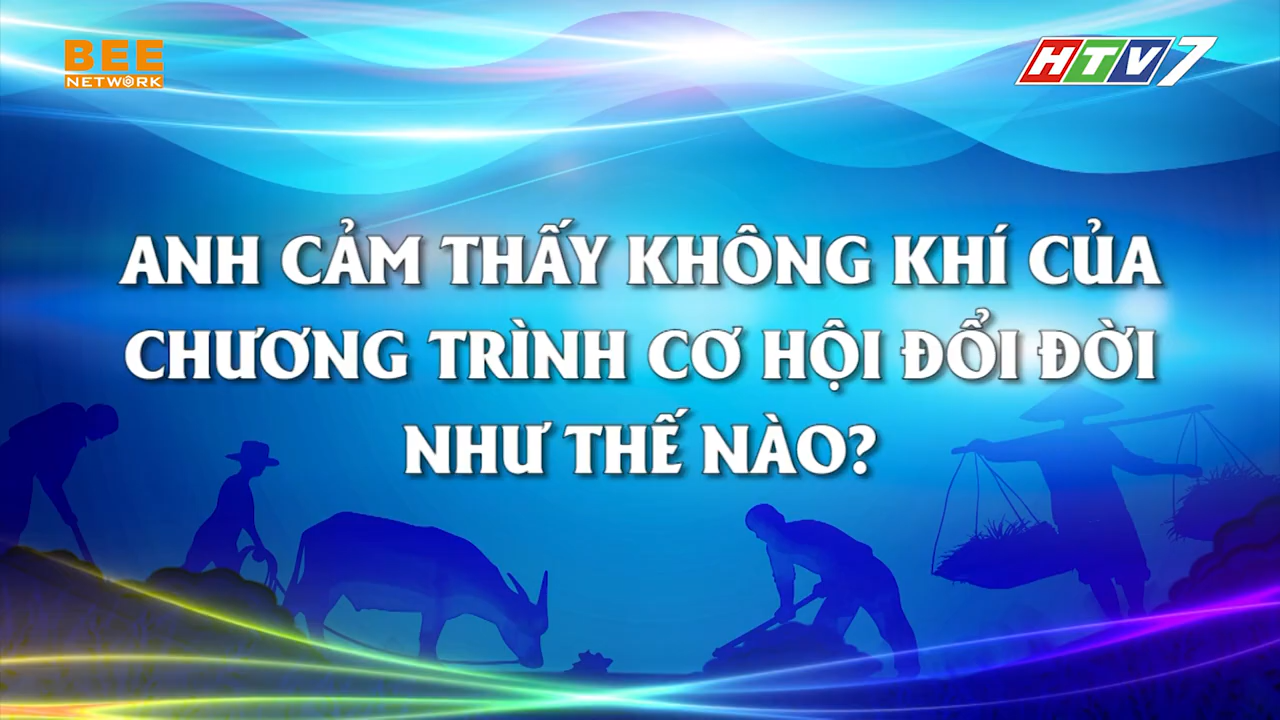 BEE
NETWORK
HTV7
ANH CẢM THẤY KHÔNG KHÍ CỦA
CHƯƠNG TRÌNH CƠ HỘI ĐỔI ĐỜI
NHƯ THẾ NÀO?